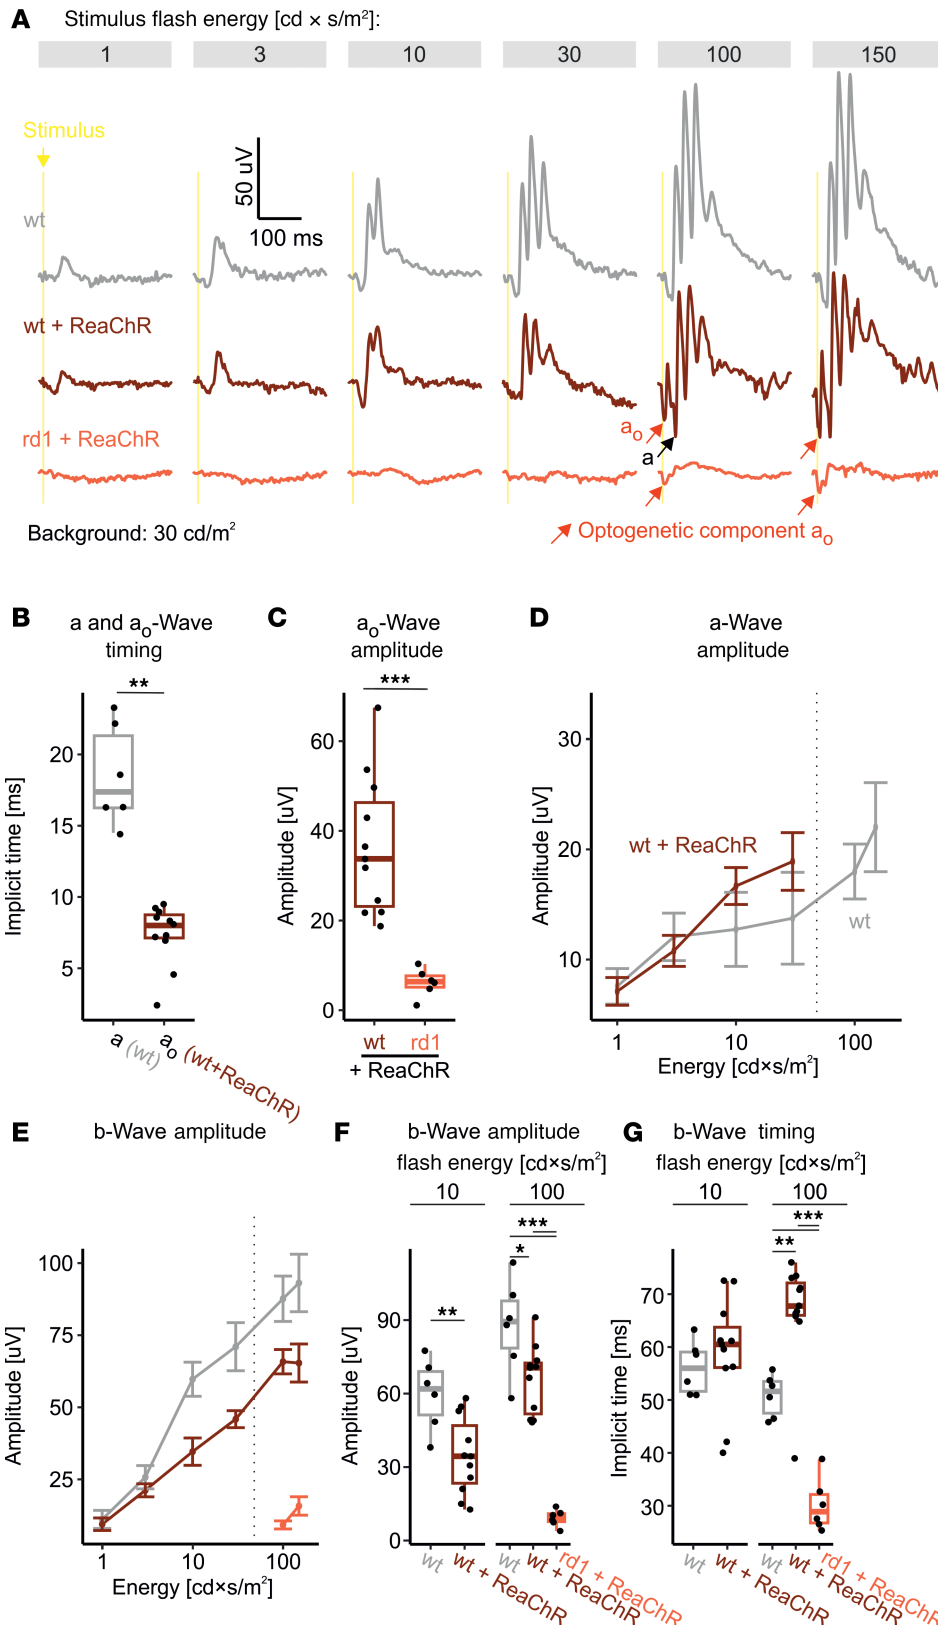 A Stimulus flash energy [cd × s/m²]:
1 3 10 30 100 150
Stimulus
50 uV
100 ms
wt
wt + ReaChR
rd1 + ReaChR
a₀
a
Background: 30 cd/m²
Optogenetic component a₀
B a and a₀-Wave timing
**
Implicit time [ms]
20
15
10
5
a (wt)
a₀ (wt+ReaChR)
C a₀-Wave amplitude
***
Amplitude [uV]
60
40
20
0
wt rd1
+ ReaChR
D a-Wave amplitude
Amplitude [uV]
30
20
10
wt + ReaChR
wt
1 10 100
Energy [cd×s/m²]
E b-Wave amplitude
Amplitude [uV]
100
75
50
25
1 10 100
Energy [cd×s/m²]
F b-Wave amplitude
flash energy [cd×s/m²]
10 100
***
*
**
Amplitude [uV]
90
60
30
0
wt
wt + ReaChR
wt
wt + ReaChR
rd1 + ReaChR
G b-Wave timing
flash energy [cd×s/m²]
10 100
***
**
Implicit time [ms]
70
60
50
40
30
wt
wt + ReaChR
wt
wt + ReaChR
rd1 + ReaChR